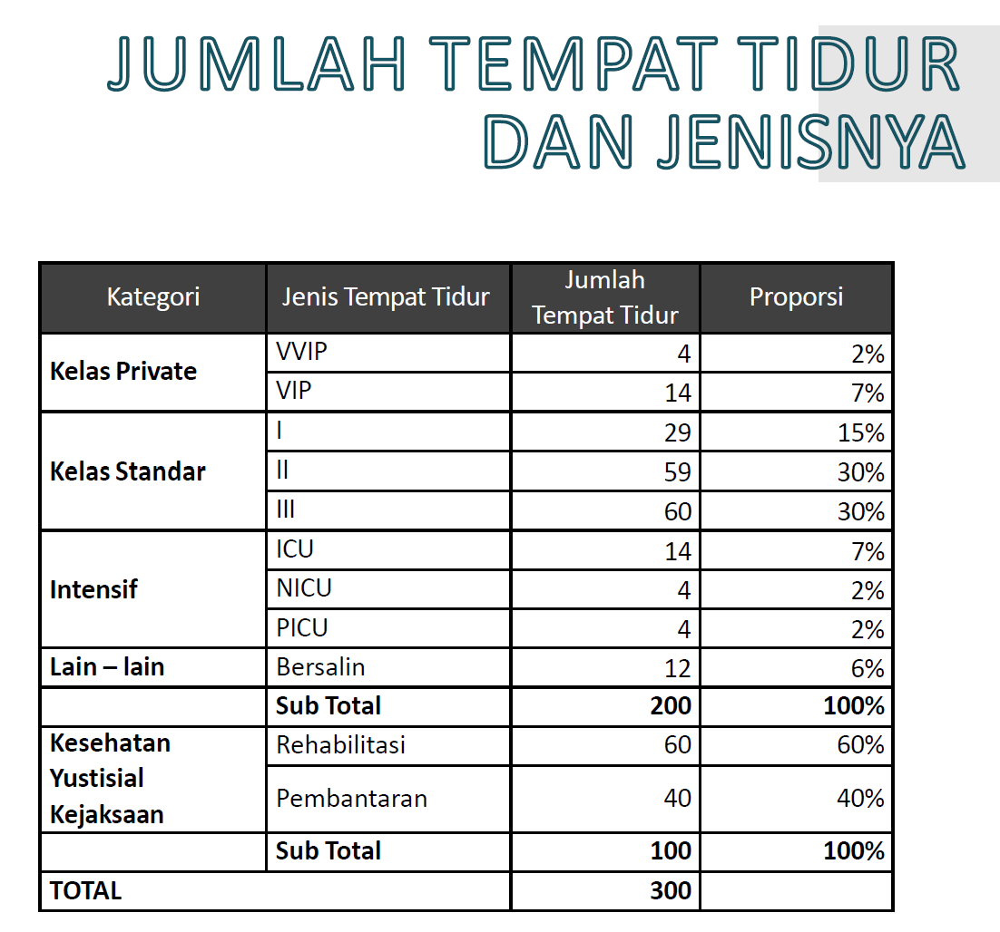 JUMLAH TEMPAT TIDUR
DAN JENISNYA
Kategori Jenis Tempat Tidur Jumlah Tempat Tidur Proporsi
Kelas Private VVIP 4 2%
VIP 14 7%
Kelas Standar I 29 15%
II 59 30%
III 60 30%
Intensif ICU 14 7%
NICU 4 2%
PICU 4 2%
Lain – lain Bersalin 12 6%
Sub Total 200 100%
Kesehatan Yustisial Kejaksaan Rehabilitasi 60 60%
Pembantaran 40 40%
Sub Total 100 100%
TOTAL 300